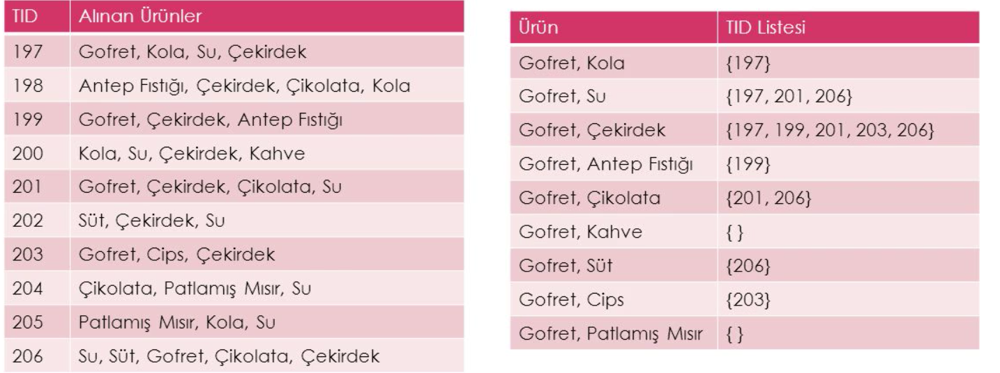 TID Alınan Ürünler
197 Gofret, Kola, Su, Çekirdek
198 Antep Fıstığı, Çekirdek, Çikolata, Kola
199 Gofret, Çekirdek, Antep Fıstığı
200 Kola, Su, Çekirdek, Kahve
201 Gofret, Çekirdek, Çikolata, Su
202 Süt, Çekirdek, Su
203 Gofret, Cips, Çekirdek
204 Çikolata, Patlamış Mısır, Su
205 Patlamış Mısır, Kola, Su
206 Su, Süt, Gofret, Çikolata, Çekirdek
Ürün TID Listesi
Gofret, Kola {197}
Gofret, Su {197, 201, 206}
Gofret, Çekirdek {197, 199, 201, 203, 206}
Gofret, Antep Fıstığı {199}
Gofret, Çikolata {201, 206}
Gofret, Kahve { }
Gofret, Süt {206}
Gofret, Cips {203}
Gofret, Patlamış Mısır { }